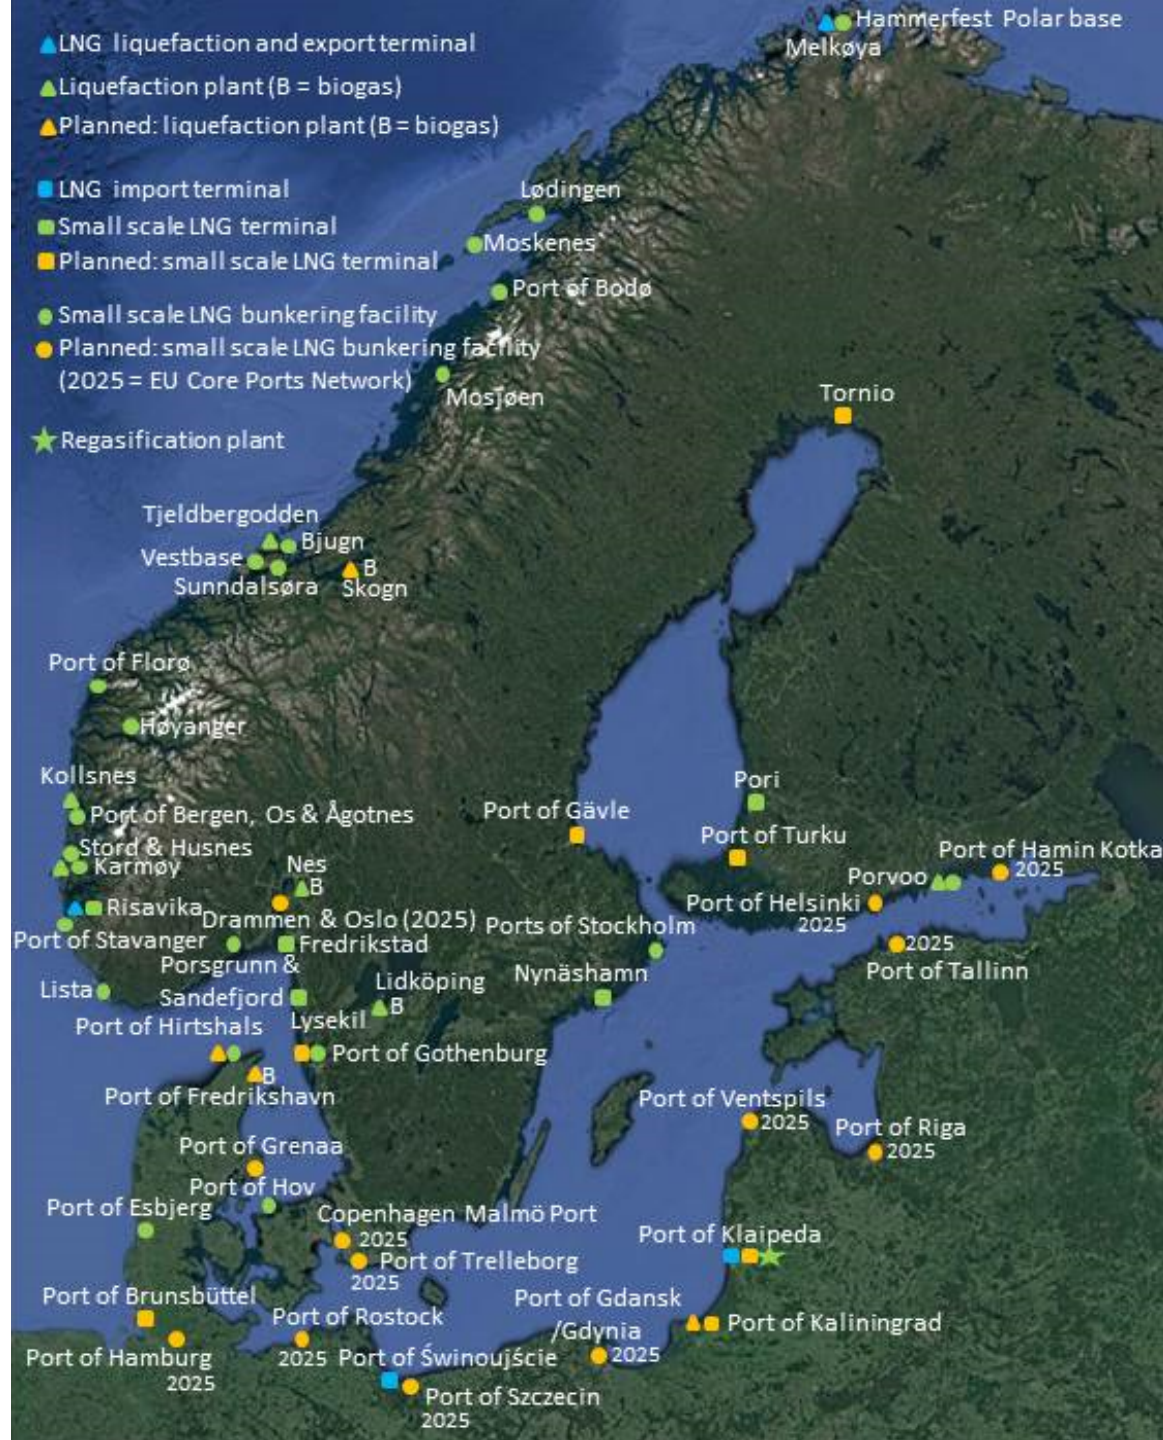 Hammerfest Polar base
Melkøya
LNG liquefaction and export terminal
Liquefaction plant (B = biogas)
Planned: liquefaction plant (B = biogas)
LNG import terminal
Small scale LNG terminal
Planned: small scale LNG terminal
Small scale LNG bunkering facility
Planned: small scale LNG bunkering facility
(2025 = EU Core Ports Network)
Regasification plant
Lødingen
Moskenes
Port of Bodø
Mosjøen
Tornio
Tjeldbergodden
Bjugn
Vestbase
B
Sunndalsøra
Skogn
Port of Florø
Høyanger
Kollsnes
Port of Bergen, Os & Ågotnes
Stord & Husnes
Karmøy
Nes
B
Port of Gävle
Pori
Port of Turku
Port of Hamin Kotka
2025
Porvoo
Risavika
Drammen & Oslo (2025)
Port of Helsinki
2025
Port of Stavanger
Fredrikstad
Ports of Stockholm
2025
Port of Tallinn
Porsgrunn &
Sandefjord
Lista
Lidköping
B
Nynäshamn
Port of Hirtshals
Lysekil
Port of Gothenburg
B
Port of Fredrikshavn
Port of Ventspils
2025
Port of Riga
2025
Port of Grenaa
Port of Hov
Port of Esbjerg
Copenhagen Malmö Port
2025
Port of Trelleborg
2025
Port of Klaipeda
Port of Brunsbüttel
Port of Rostock
2025
Port of Gdansk
/Gdynia
2025
Port of Kaliningrad
Port of Hamburg
2025
Port of Świnoujście
Port of Szczecin
2025